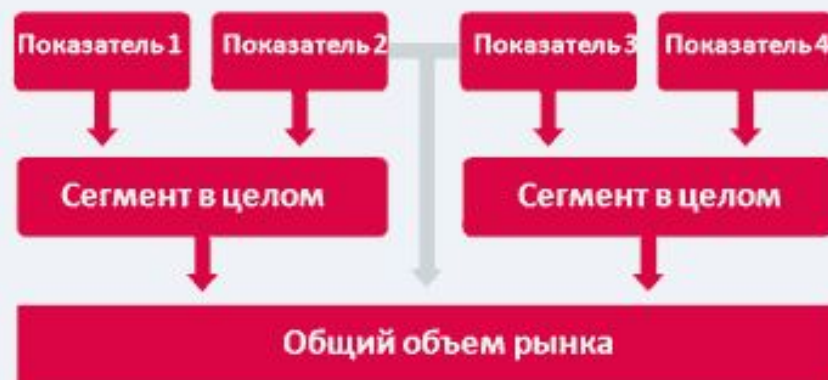 Показатель 1
Показатель 2
Показатель 3
Показатель 4
Сегмент в целом
Сегмент в целом
Общий объем рынка